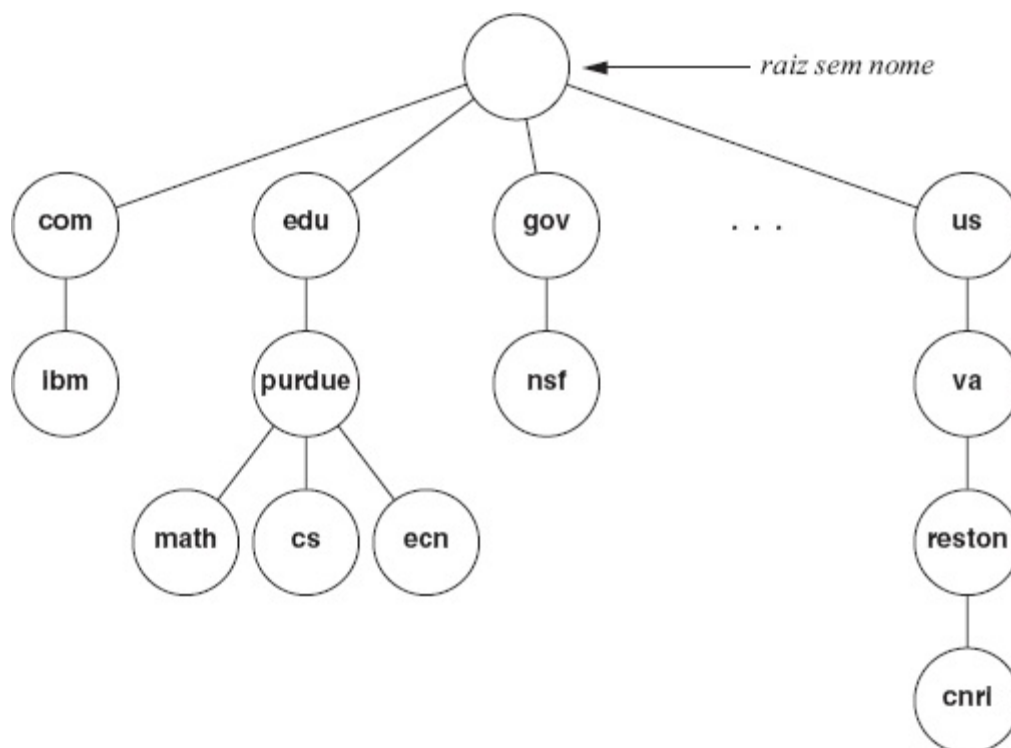 raiz sem nome
com
edu
gov
. . .
us
ibm
purdue
nsf
va
math
cs
ecn
reston
cnri